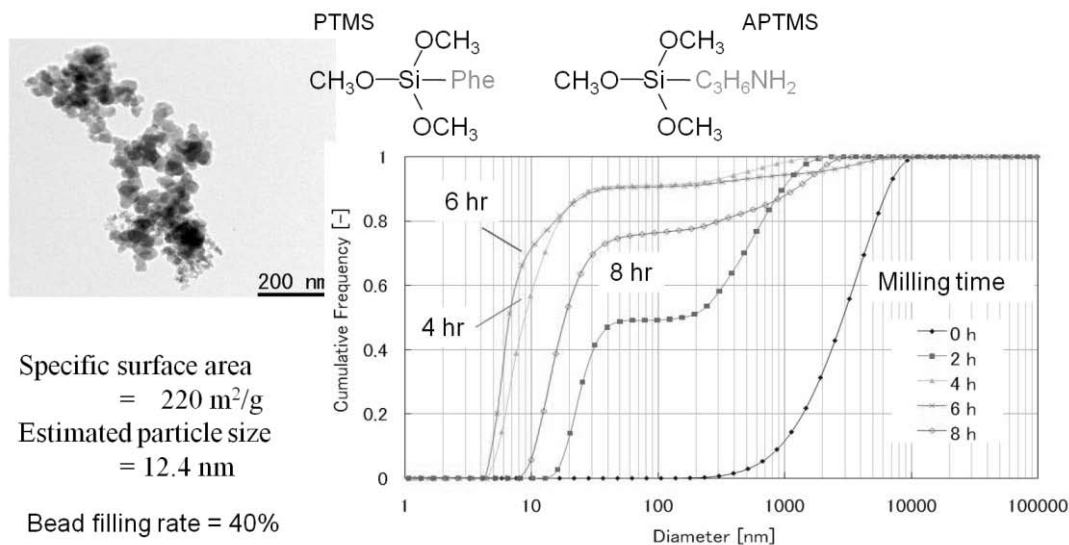 PTMS
OCH₃
CH₃O Si Phe
OCH₃
APTMS
OCH₃
CH₃O Si C₃H₆NH₂
OCH₃
200 nm
Specific surface area
= 220 m²/g
Estimated particle size
= 12.4 nm
Bead filling rate = 40%
Cumulative Frequency [-]
1
0.8
0.6
0.4
0.2
0
6 hr
4 hr
8 hr
Milling time
0 h
2 h
4 h
6 h
8 h
1 10 100 1000 10000 100000
Diameter [nm]